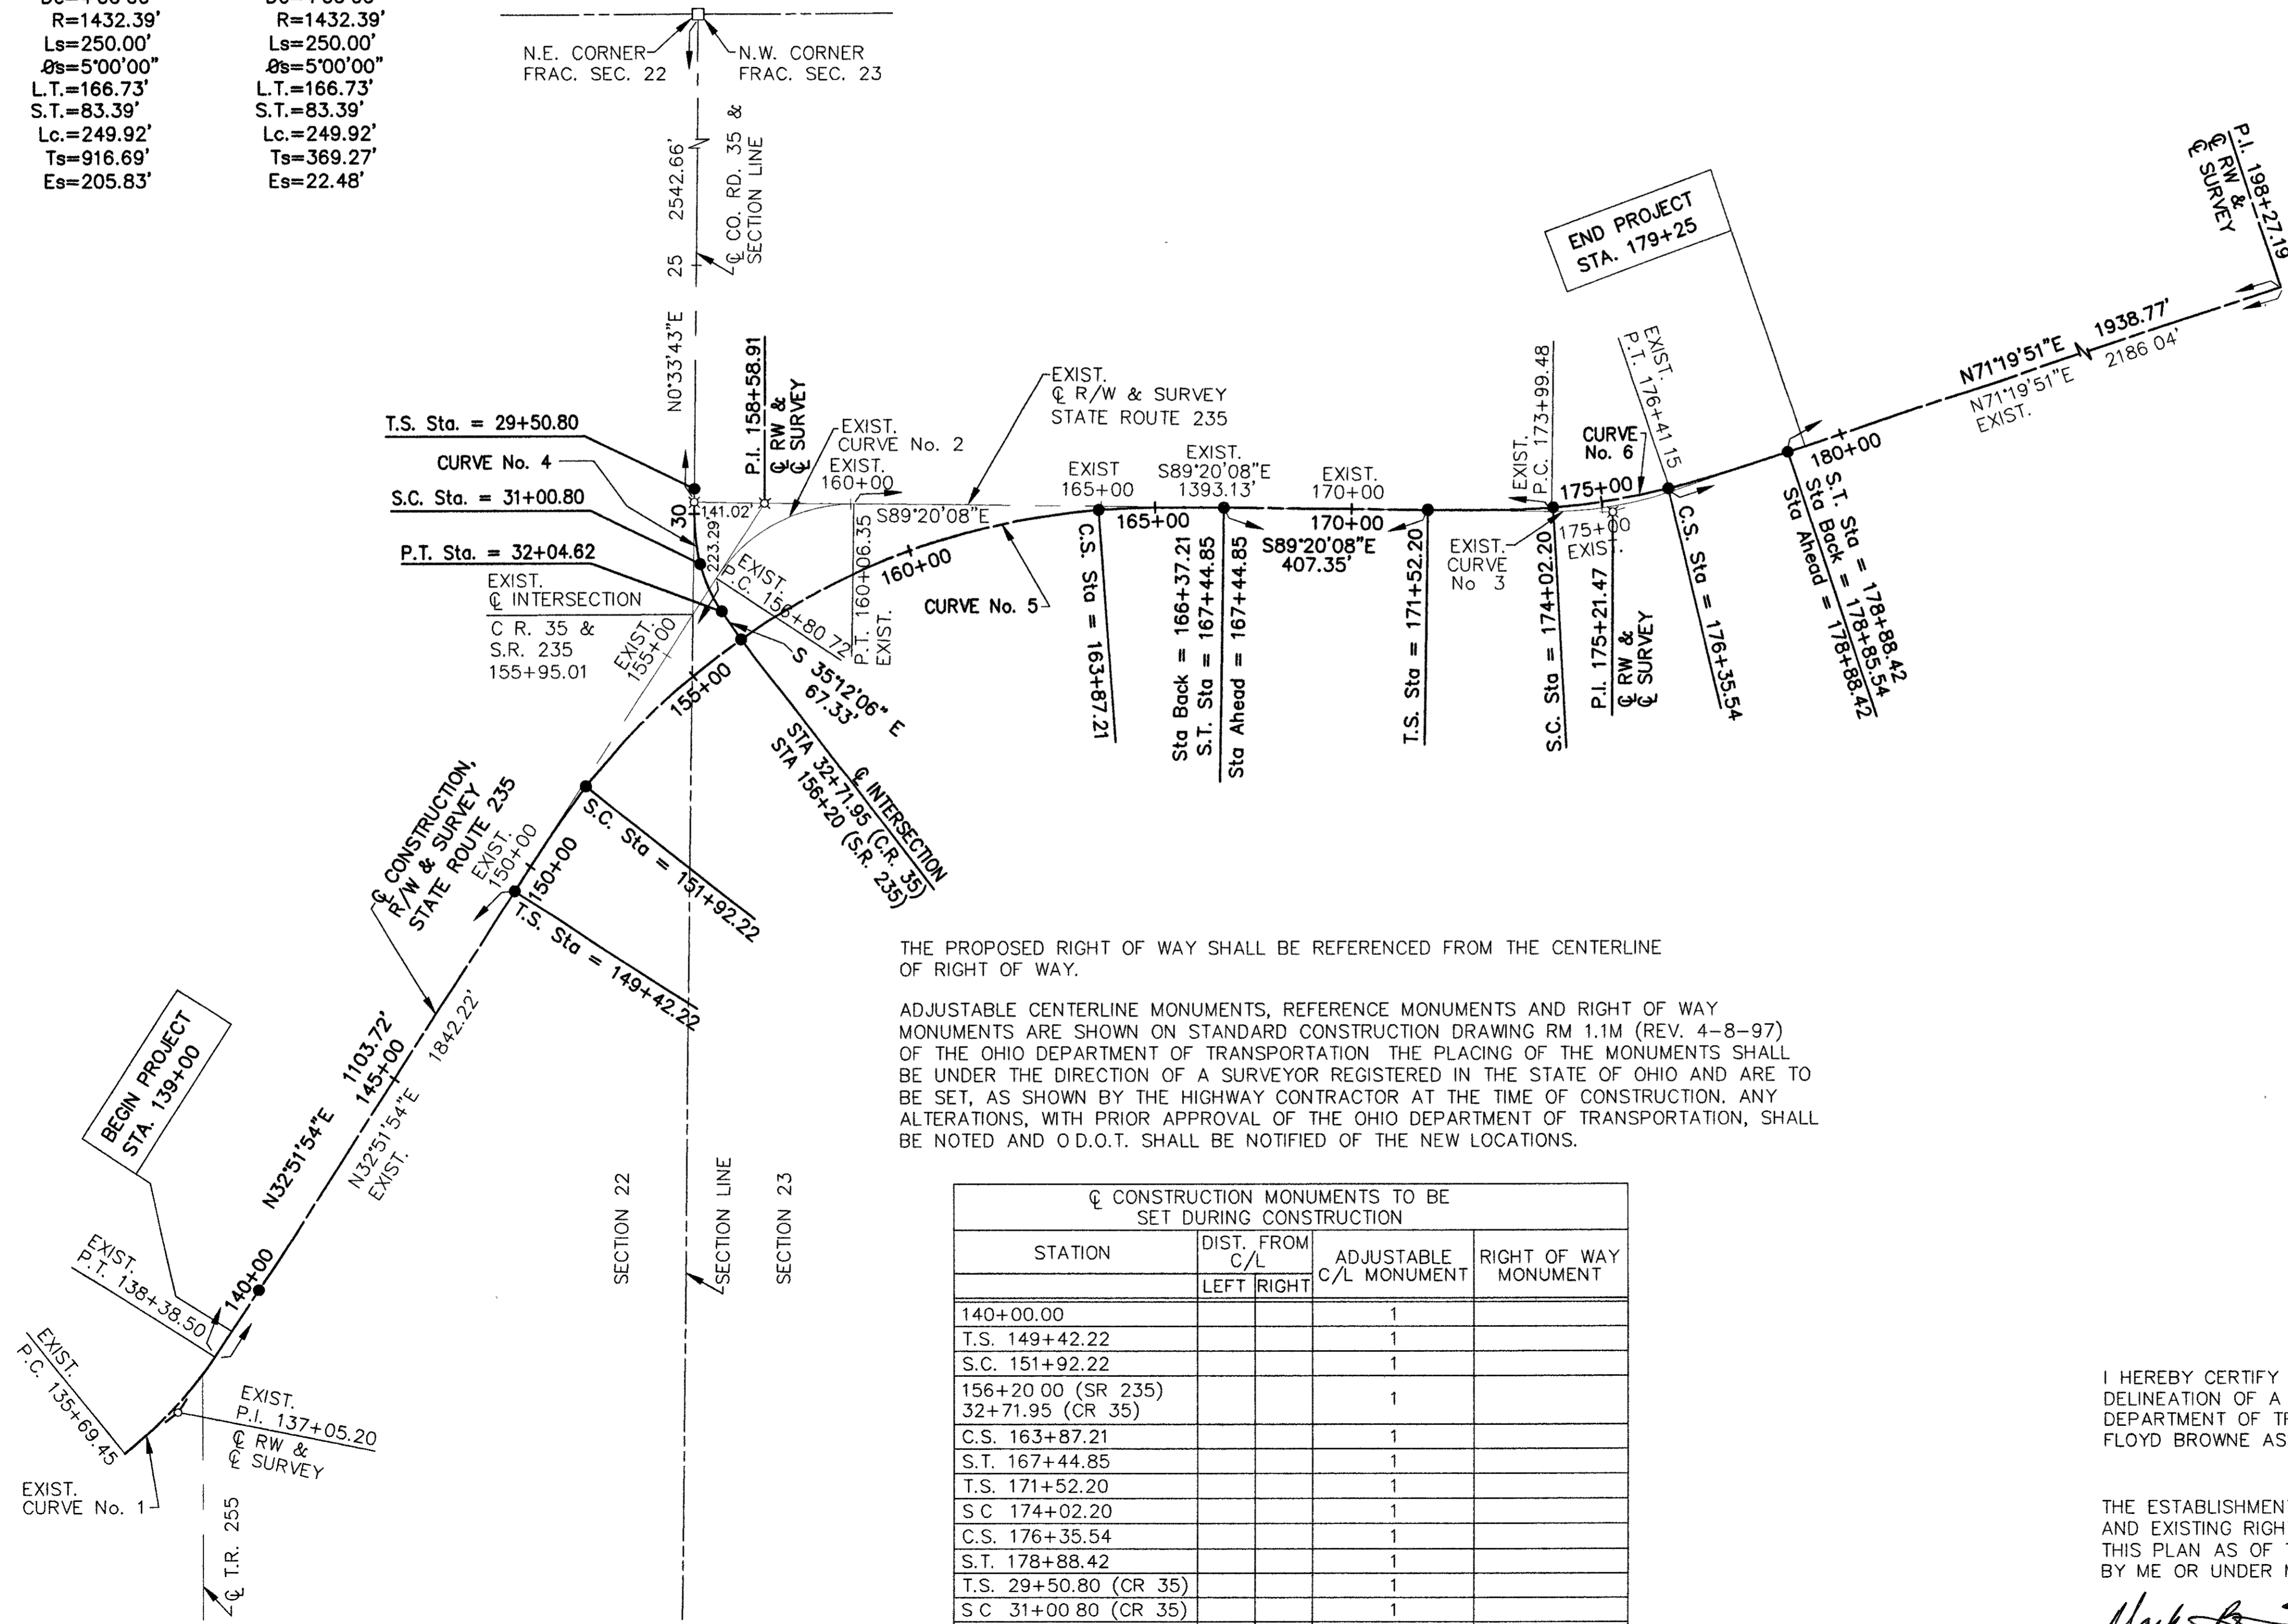 R=1432.39'
Ls=250.00'
Øs=5°00'00"
L.T.=166.73'
S.T.=83.39'
Lc.=249.92'
Ts=916.69'
Es=205.83'
R=1432.39'
Ls=250.00'
Øs=5°00'00"
L.T.=166.73'
S.T.=83.39'
Lc.=249.92'
Ts=369.27'
Es=22.48'
N.E. CORNER
FRAC. SEC. 22
N.W. CORNER
FRAC. SEC. 23
2542.66'
25
℄ CO. RD. 35 &
SECTION LINE
N0°33'43"E
T.S. Sta. = 29+50.80
CURVE No. 4
S.C. Sta. = 31+00.80
P.T. Sta. = 32+04.62
30
141.02'
223.29'
P.I. 158+58.91
℄ RW &
℄ SURVEY
EXIST.
CURVE No. 2
EXIST.
160+00
EXIST.
℄ R/W & SURVEY
STATE ROUTE 235
S89°20'08"E
EXIST.
℄ INTERSECTION
C R. 35 &
S.R. 235
155+95.01
EXIST.
155+00
EXIST.
P.C. 156+80 72
P.T. 160+06.35
EXIST.
160+00
CURVE No. 5
155+00
S 35°12'06" E
67.33'
℄ INTERSECTION
STA 32+71.95 (C.R. 35)
STA 156+20 (S.R. 235)
EXIST
165+00
165+00
EXIST.
S89°20'08"E
1393.13'
EXIST.
170+00
170+00
S89°20'08"E
407.35'
C.S. Sta = 163+87.21
Sta Back = 166+37.21
S.T. Sta = 167+44.85
Sta Ahead = 167+44.85
T.S. Sta = 171+52.20
EXIST.
P.C. 173+99.48
EXIST.
CURVE
No 3
CURVE
No. 6
175+00
175+00
EXIST.
S.C. Sta = 174+02.20
P.I. 175+21.47
℄ RW &
℄ SURVEY
EXIST.
P.T. 176+41 15
C.S. Sta = 176+35.54
END PROJECT
STA. 179+25
180+00
S.T. Sta = 178+88.42
Sta Back = 178+85.54
Sta Ahead = 178+88.42
N71°19'51"E
1938.77'
N71°19'51"E
EXIST.
2186 04'
P.I. 198+27.19
℄ RW &
℄ SURVEY
S.C. Sta = 151+92.22
T.S. Sta = 149+42.22
℄ CONSTRUCTION,
R/W & SURVEY
STATE ROUTE 235
EXIST.
150+00
150+00
1103.72'
145+00
1842.22'
N32°51'54"E
N32°51'54"E
EXIST.
BEGIN PROJECT
STA. 139+00
140+00
EXIST.
P.T. 138+38.50
EXIST.
P.C. 135+69.45
EXIST.
P.I. 137+05.20
℄ RW &
℄ SURVEY
EXIST.
CURVE No. 1
℄ T.R. 255
SECTION 22
SECTION LINE
SECTION 23
THE PROPOSED RIGHT OF WAY SHALL BE REFERENCED FROM THE CENTERLINE
OF RIGHT OF WAY.
ADJUSTABLE CENTERLINE MONUMENTS, REFERENCE MONUMENTS AND RIGHT OF WAY
MONUMENTS ARE SHOWN ON STANDARD CONSTRUCTION DRAWING RM 1.1M (REV. 4-8-97)
OF THE OHIO DEPARTMENT OF TRANSPORTATION THE PLACING OF THE MONUMENTS SHALL
BE UNDER THE DIRECTION OF A SURVEYOR REGISTERED IN THE STATE OF OHIO AND ARE TO
BE SET, AS SHOWN BY THE HIGHWAY CONTRACTOR AT THE TIME OF CONSTRUCTION. ANY
ALTERATIONS, WITH PRIOR APPROVAL OF THE OHIO DEPARTMENT OF TRANSPORTATION, SHALL
BE NOTED AND O D.O.T. SHALL BE NOTIFIED OF THE NEW LOCATIONS.
℄ CONSTRUCTION MONUMENTS TO BE
SET DURING CONSTRUCTION
STATION
DIST. FROM
C/L
LEFT RIGHT
ADJUSTABLE
C/L MONUMENT
RIGHT OF WAY
MONUMENT
140+00.00 1
T.S. 149+42.22 1
S.C. 151+92.22 1
156+20 00 (SR 235)
32+71.95 (CR 35) 1
C.S. 163+87.21 1
S.T. 167+44.85 1
T.S. 171+52.20 1
S C 174+02.20 1
C.S. 176+35.54 1
S.T. 178+88.42 1
T.S. 29+50.80 (CR 35) 1
S C 31+00 80 (CR 35) 1
I HEREBY CERTIFY
DELINEATION OF A
DEPARTMENT OF
FLOYD BROWNE
THE
AND EXISTING
THIS PLAN AS OF
BY ME OR UNDER